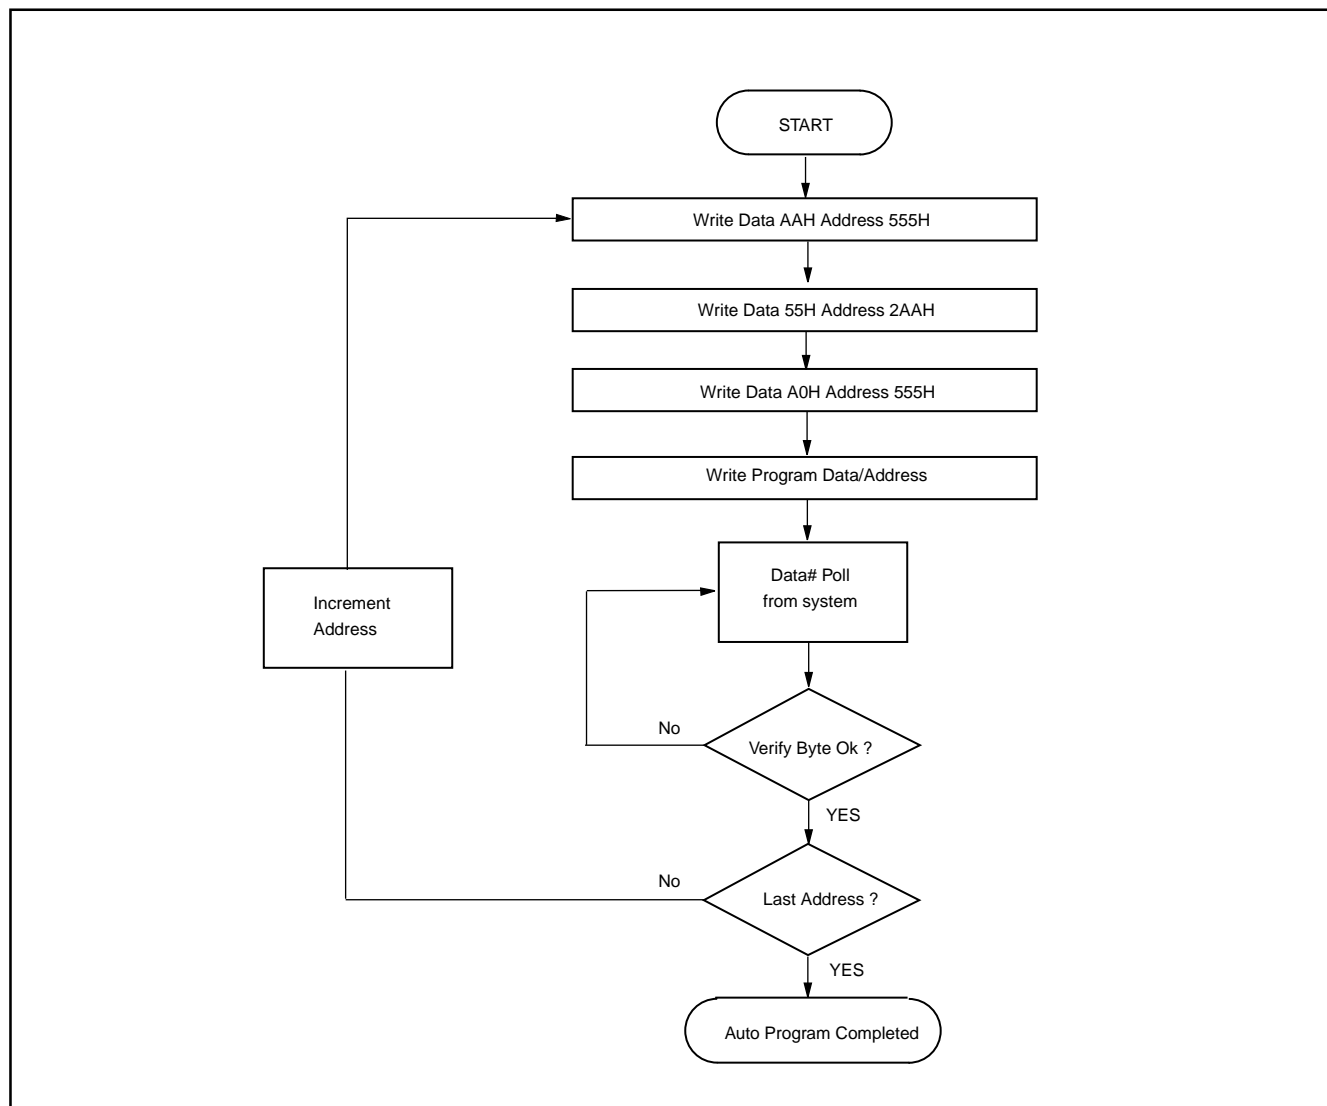 START
Write Data AAH Address 555H
Write Data 55H Address 2AAH
Write Data A0H Address 555H
Write Program Data/Address
Data# Poll
from system
Increment
Address
No
Verify Byte Ok ?
YES
No
Last Address ?
YES
Auto Program Completed